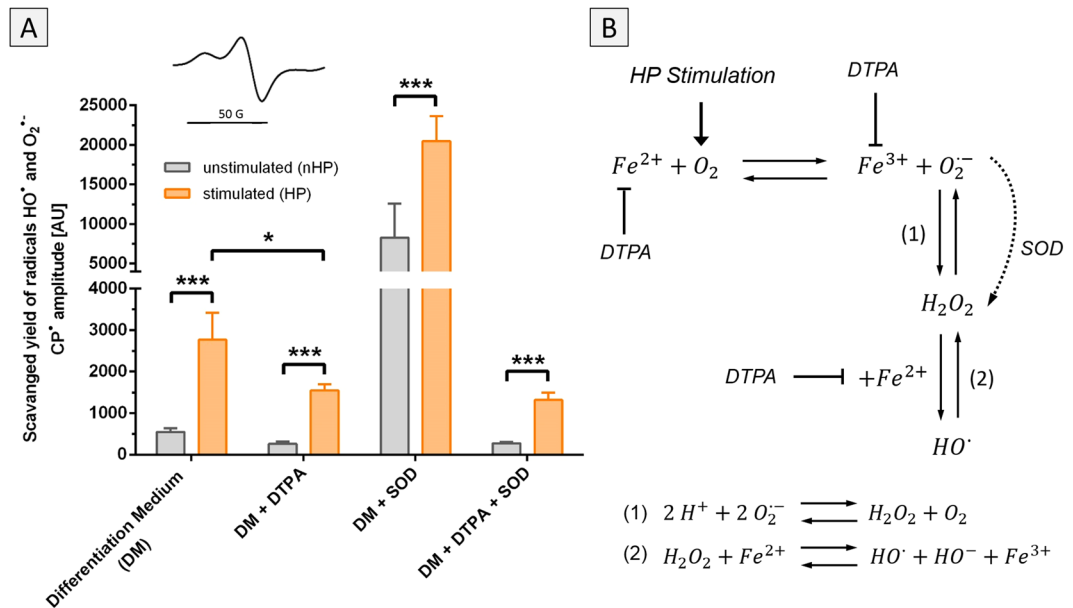 A
50 G
Scavanged yield of radicals HO• and O₂•-
CP• amplitude [AU]
25000
20000
15000
10000
7500
5000
4000
3000
2000
1000
0
unstimulated (nHP)
stimulated (HP)
***
*
***
***
***
Differentiation Medium
(DM)
DM + DTPA
DM + SOD
DM + DTPA + SOD
B
HP Stimulation
DTPA
Fe²⁺ + O₂
Fe³⁺ + O₂·⁻
DTPA
(1)
SOD
H₂O₂
DTPA
+Fe²⁺
(2)
HO·
(1) 2 H⁺ + 2 O₂·⁻ ⇌ H₂O₂ + O₂
(2) H₂O₂ + Fe²⁺ ⇌ HO· + HO⁻ + Fe³⁺